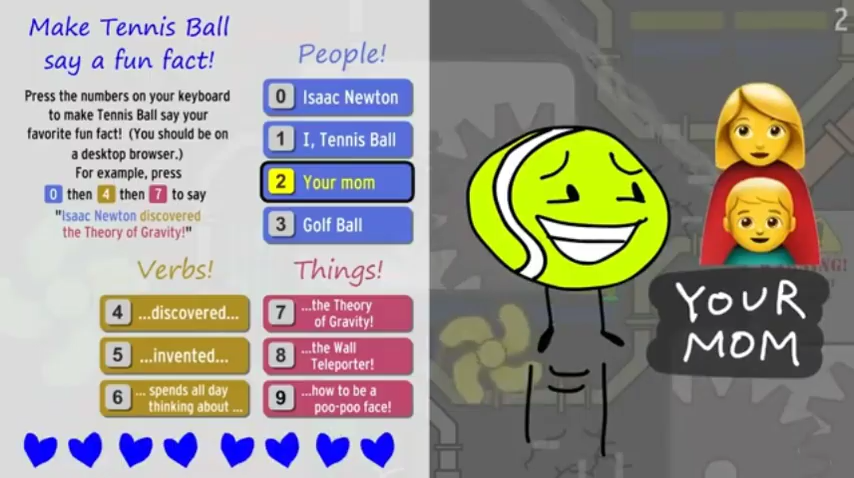 Make Tennis Ball
say a fun fact!
Press the numbers on your keyboard
to make Tennis Ball say your
favorite fun fact! (You should be on
a desktop browser.)
For example, press
0 then 4 then 7 to say
"Isaac Newton discovered
the Theory of Gravity!"
People!
0 Isaac Newton
1 I, Tennis Ball
2 Your mom
3 Golf Ball
Verbs!
4 ...discovered...
5 ...invented...
6 ... spends all day
thinking about ...
Things!
7 ...the Theory
of Gravity!
8 ...the Wall
Teleporter!
9 ...how to be a
poo-poo face!
2
YOUR
MOM